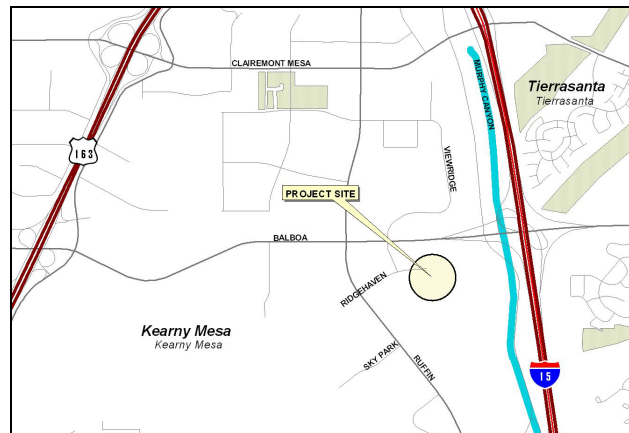 CLAIREMONT MESA
MURPHY CANYON
Tierrasanta
Tierrasanta
163
VIEWRIDGE
PROJECT SITE
BALBOA
RIDGEHAVEN
Kearny Mesa
Kearny Mesa
SKY PARK
RUFFIN
15